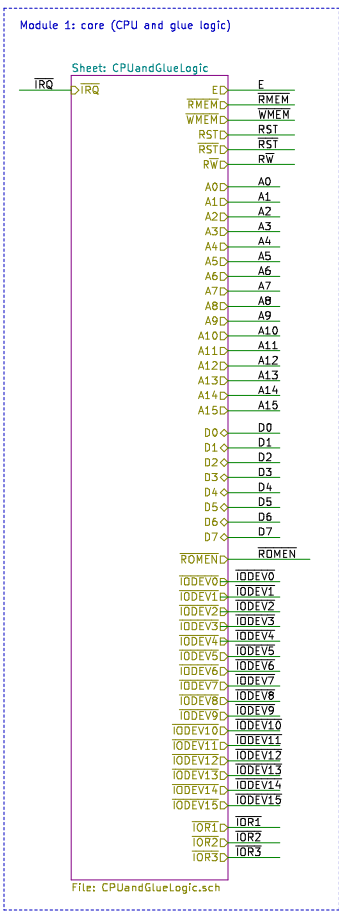 Module 1: core (CPU and glue logic)
Sheet: CPUandGlueLogic
IRQ IRQ E E
RMEM RMEM
WMEM WMEM
RST RST
RST RST
RW RW
A0 A0
A1 A1
A2 A2
A3 A3
A4 A4
A5 A5
A6 A6
A7 A7
A8 A8
A9 A9
A10 A10
A11 A11
A12 A12
A13 A13
A14 A14
A15 A15
D0 D0
D1 D1
D2 D2
D3 D3
D4 D4
D5 D5
D6 D6
D7 D7
ROMEN ROMEN
IODEV0 IODEV0
IODEV1 IODEV1
IODEV2 IODEV2
IODEV3 IODEV3
IODEV4 IODEV4
IODEV5 IODEV5
IODEV6 IODEV6
IODEV7 IODEV7
IODEV8 IODEV8
IODEV9 IODEV9
IODEV10 IODEV10
IODEV11 IODEV11
IODEV12 IODEV12
IODEV13 IODEV13
IODEV14 IODEV14
IODEV15 IODEV15
IOR1 IOR1
IOR2 IOR2
IOR3 IOR3
File: CPUandGlueLogic.sch